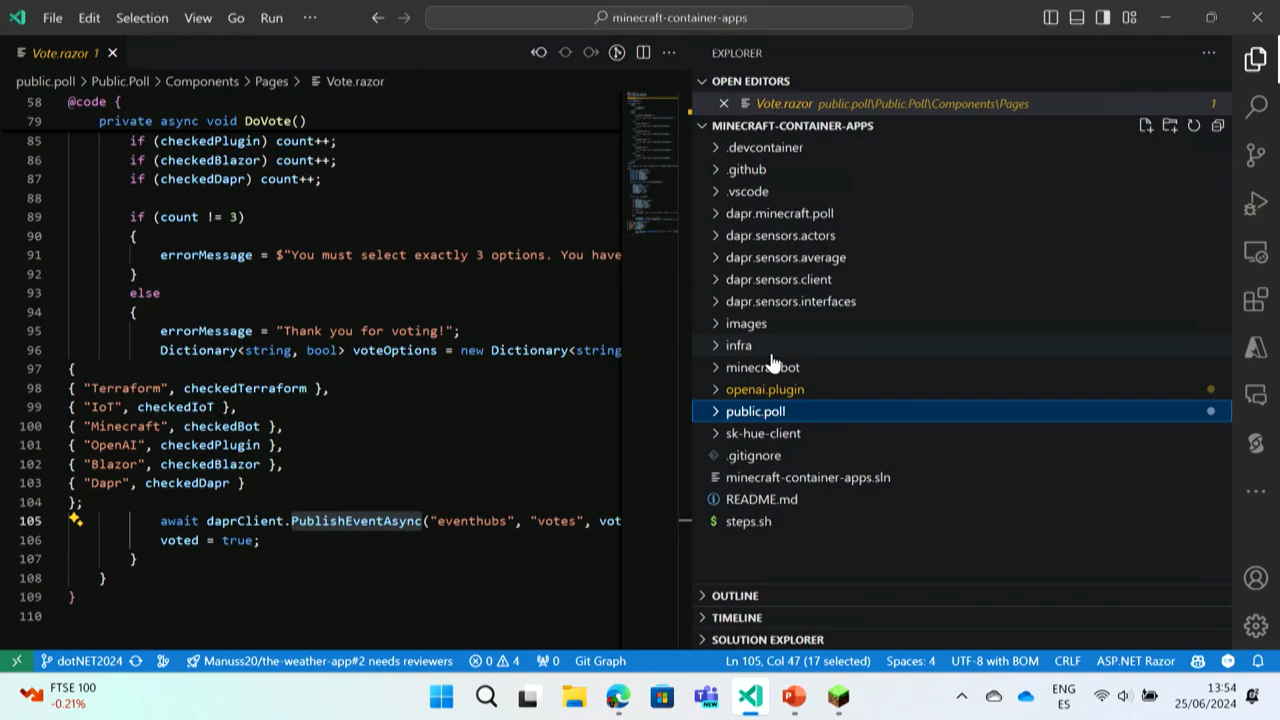 File Edit Selection View Go Run ··· minecraft-container-apps
Vote.razor 1
public.poll > Public.Poll > Components > Pages > Vote.razor
58 @code {
79 private async void DoVote()
85 if (checkedPlugin) count++;
86 if (checkedBlazor) count++;
87 if (checkedDapr) count++;
88
89 if (count != 3)
90 {
91 errorMessage = $"You must select exactly 3 options. You have
92 }
93 else
94 {
95 errorMessage = "Thank you for voting!";
96 Dictionary<string, bool> voteOptions = new Dictionary<string
97 {
98 { "Terraform", checkedTerraform },
99 { "IoT", checkedIoT },
100 { "Minecraft", checkedBot },
101 { "OpenAI", checkedPlugin },
102 { "Blazor", checkedBlazor },
103 { "Dapr", checkedDapr }
104 };
105 await daprClient.PublishEventAsync("eventhubs", "votes", vot
106 voted = true;
107 }
108 }
109 }
110
EXPLORER
OPEN EDITORS
Vote.razor public.poll\Public.Poll\Components\Pages 1
MINECRAFT-CONTAINER-APPS
.devcontainer
.github
.vscode
dapr.minecraft.poll
dapr.sensors.actors
dapr.sensors.average
dapr.sensors.client
dapr.sensors.interfaces
images
infra
openai.plugin
public.poll
sk-hue-client
.gitignore
minecraft-container-apps.sln
README.md
$ steps.sh
OUTLINE
TIMELINE
SOLUTION EXPLORER
dotNET2024 Manuss20/the-weather-app#2 needs reviewers 0 4 0 Git Graph Ln 105, Col 47 (17 selected) Spaces: 4 UTF-8 with BOM CRLF ASP.NET Razor
FTSE 100
-0.21%
NEW
ENG
ES
13:54
25/06/2024